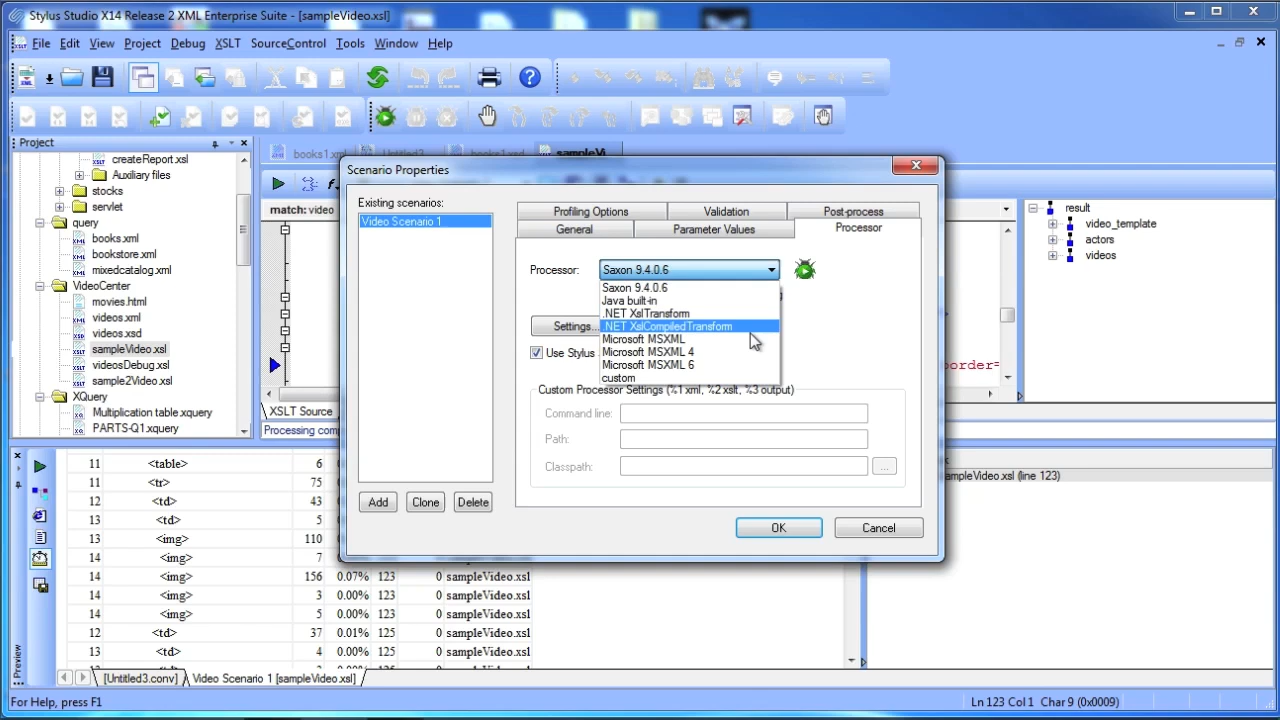 Stylus Studio X14 Release 2 XML Enterprise Suite - [sampleVideo.xsl]
File Edit View Project Debug XSLT SourceControl Tools Window Help
Project
createReport.xsl
Auxiliary files
stocks
servlet
query
books.xml
bookstore.xml
mixedcatalog.xml
VideoCenter
movies.html
videos.xml
videos.xsd
sampleVideo.xsl
videosDebug.xsl
sample2Video.xsl
XQuery
Multiplication table.xquery
PARTS-Q1.xquery
match: video
XSLT Source
Processing
Scenario Properties
Existing scenarios:
Video Scenario 1
Add Clone Delete
Profiling Options Validation Post-process
General Parameter Values Processor
Processor: Saxon 9.4.0.6
Saxon 9.4.0.6
Java built-in
.NET XslTransform
.NET XslCompiledTransform
Microsoft MSXML
Microsoft MSXML 4
Microsoft MSXML 6
custom
Settings...
Use Stylus
Custom Processor Settings (%1 xml, %2 xslt, %3 output)
Command line:
Path:
Classpath:
...
OK Cancel
result
video_template
actors
videos
border=
sampleVideo.xsl (line 123)
11 <table> 6
11 <tr> 75
12 <td> 43
13 <td> 5
13 <img> 110
14 <img> 7
14 <img> 156 0.07% 123 0 sampleVideo.xsl
14 <img> 3 0.00% 123 0 sampleVideo.xsl
14 <img> 5 0.00% 123 0 sampleVideo.xsl
12 <td> 37 0.01% 125 0 sampleVideo.xsl
13 <td> 4 0.00% 125 0 sampleVideo.xsl
Preview
[Untitled3.conv] Video Scenario 1 [sampleVideo.xsl]
For Help, press F1
Ln 123 Col 1 Char 9 (0x0009)